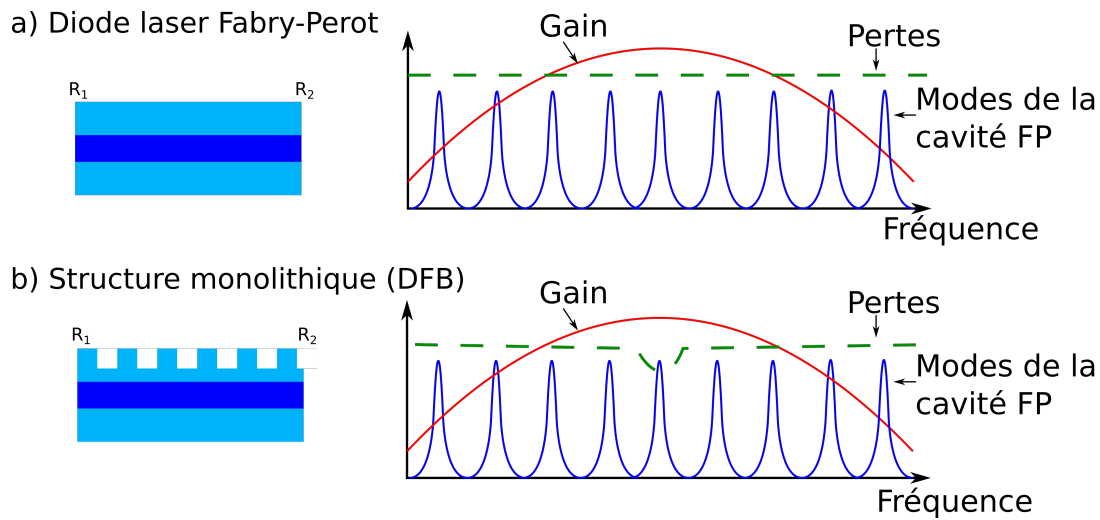 a) Diode laser Fabry-Perot
R1
R2
Gain
Pertes
Modes de la
cavité FP
Fréquence
b) Structure monolithique (DFB)
R1
R2
Gain
Pertes
Modes de la
cavité FP
Fréquence